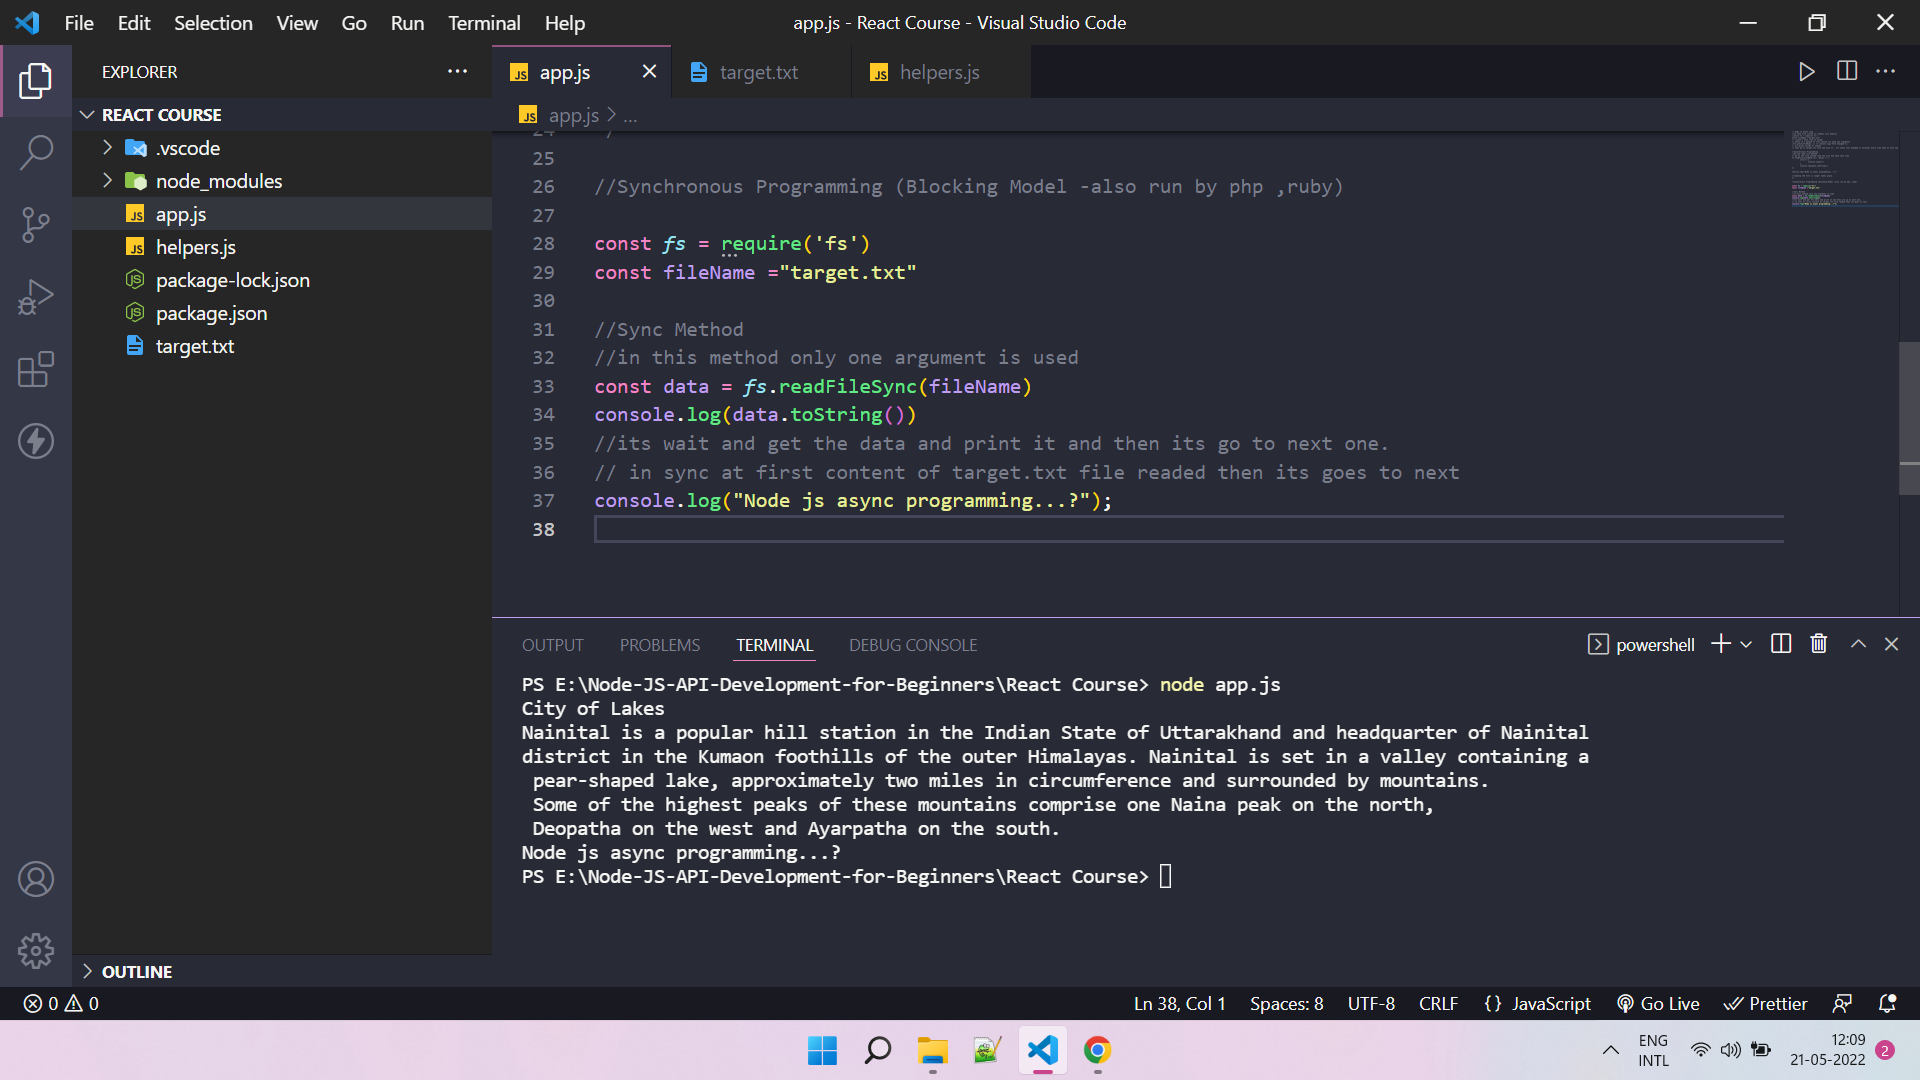 File Edit Selection View Go Run Terminal Help
app.js - React Course - Visual Studio Code
EXPLORER
REACT COURSE
.vscode
node_modules
app.js
helpers.js
package-lock.json
package.json
target.txt
OUTLINE
app.js target.txt helpers.js
app.js > ...
25
26 //Synchronous Programming (Blocking Model -also run by php ,ruby)
27
28 const fs = require('fs')
29 const fileName ="target.txt"
30
31 //Sync Method
32 //in this method only one argument is used
33 const data = fs.readFileSync(fileName)
34 console.log(data.toString())
35 //its wait and get the data and print it and then its go to next one.
36 // in sync at first content of target.txt file readed then its goes to next
37 console.log("Node js async programming...?");
38
OUTPUT PROBLEMS TERMINAL DEBUG CONSOLE
powershell
PS E:\Node-JS-API-Development-for-Beginners\React Course> node app.js
City of Lakes
Nainital is a popular hill station in the Indian State of Uttarakhand and headquarter of Nainital
district in the Kumaon foothills of the outer Himalayas. Nainital is set in a valley containing a
pear-shaped lake, approximately two miles in circumference and surrounded by mountains.
Some of the highest peaks of these mountains comprise one Naina peak on the north,
Deopatha on the west and Ayarpatha on the south.
Node js async programming...?
PS E:\Node-JS-API-Development-for-Beginners\React Course>
0 0
Ln 38, Col 1 Spaces: 8 UTF-8 CRLF {} JavaScript Go Live Prettier
ENG
INTL
12:09
21-05-2022
2